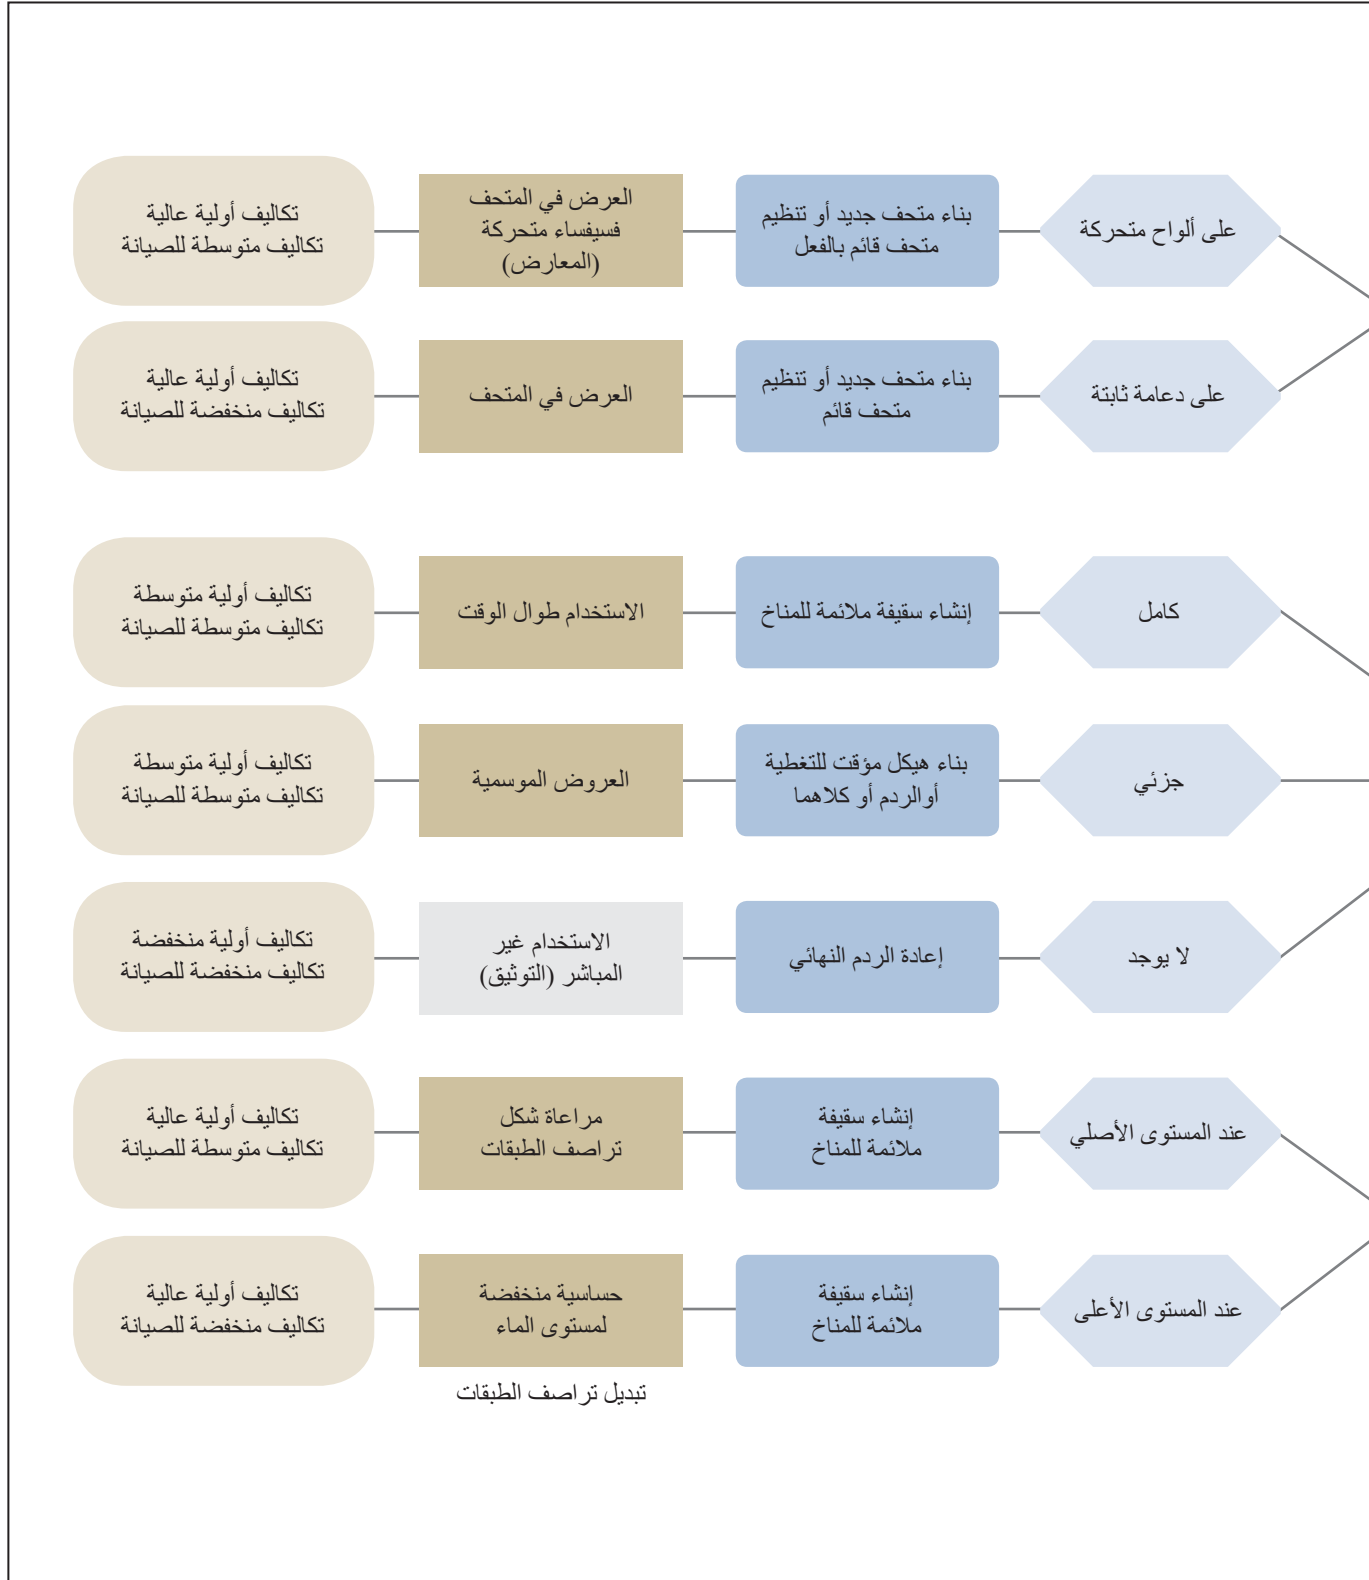 على ألواح متحركة
بناء متحف جديد أو تنظيم
متحف قائم بالفعل
العرض في المتحف
فسيفساء متحركة
(المعارض)
تكاليف أولية عالية
تكاليف متوسطة للصيانة
على دعامة ثابتة
بناء متحف جديد أو تنظيم
متحف قائم
العرض في المتحف
تكاليف أولية عالية
تكاليف منخفضة للصيانة
كامل
إنشاء سقيفة ملائمة للمناخ
الاستخدام طوال الوقت
تكاليف أولية متوسطة
تكاليف متوسطة للصيانة
جزئي
بناء هيكل مؤقت للتغطية
أوالردم أو كلاهما
العروض الموسمية
تكاليف أولية متوسطة
تكاليف متوسطة للصيانة
لا يوجد
إعادة الردم النهائي
الاستخدام غير
المباشر (التوثيق)
تكاليف أولية منخفضة
تكاليف منخفضة للصيانة
عند المستوى الأصلي
إنشاء سقيفة
ملائمة للمناخ
مراعاة شكل
تراصف الطبقات
تكاليف أولية عالية
تكاليف متوسطة للصيانة
عند المستوى الأعلى
إنشاء سقيفة
ملائمة للمناخ
حساسية منخفضة
لمستوى الماء
تكاليف أولية عالية
تكاليف منخفضة للصيانة
تبديل تراصف الطبقات